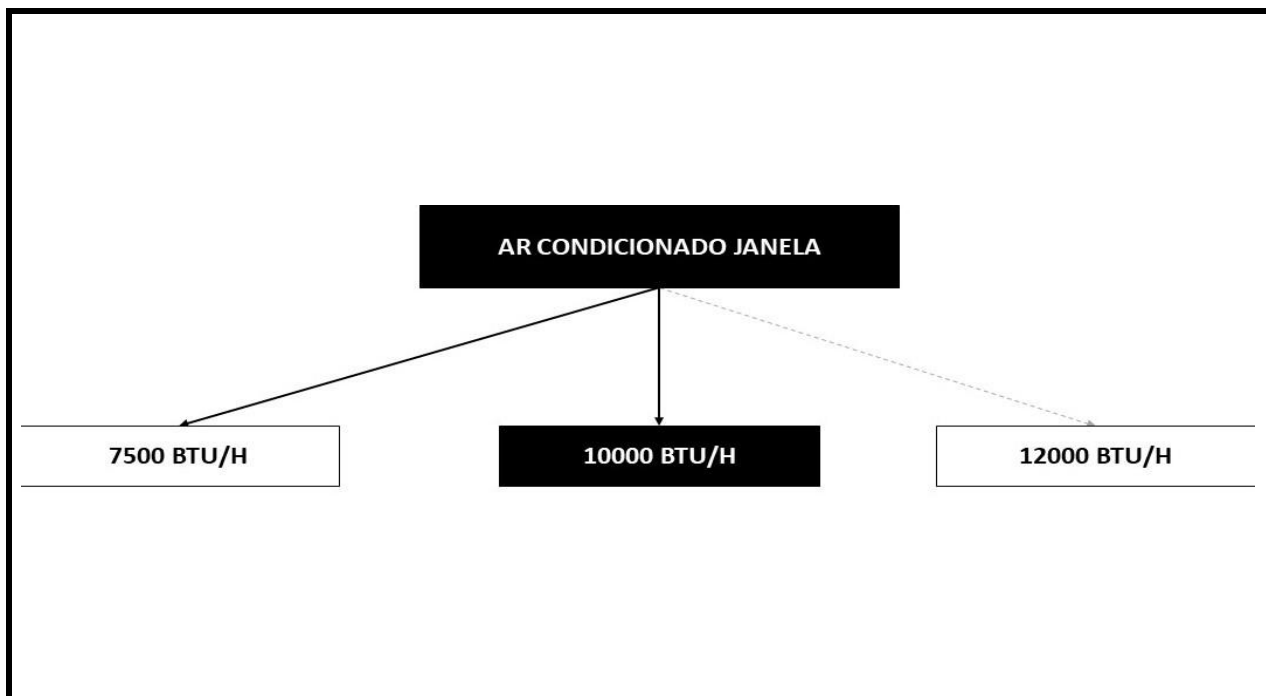 AR CONDICIONADO JANELA
7500 BTU/H
10000 BTU/H
12000 BTU/H